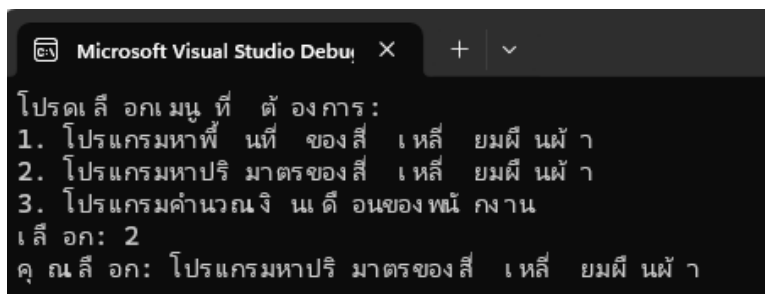 Microsoft Visual Studio Debug
โปรดเลือกเมนูที่ต้องการ:
1. โปรแกรมหาพื้นที่ของสี่เหลี่ยมผืนผ้า
2. โปรแกรมหาปริมาตรของสี่เหลี่ยมผืนผ้า
3. โปรแกรมคำนวณเงินเดือนของพนักงาน
เลือก: 2
คุณเลือก: โปรแกรมหาปริมาตรของสี่เหลี่ยมผืนผ้า